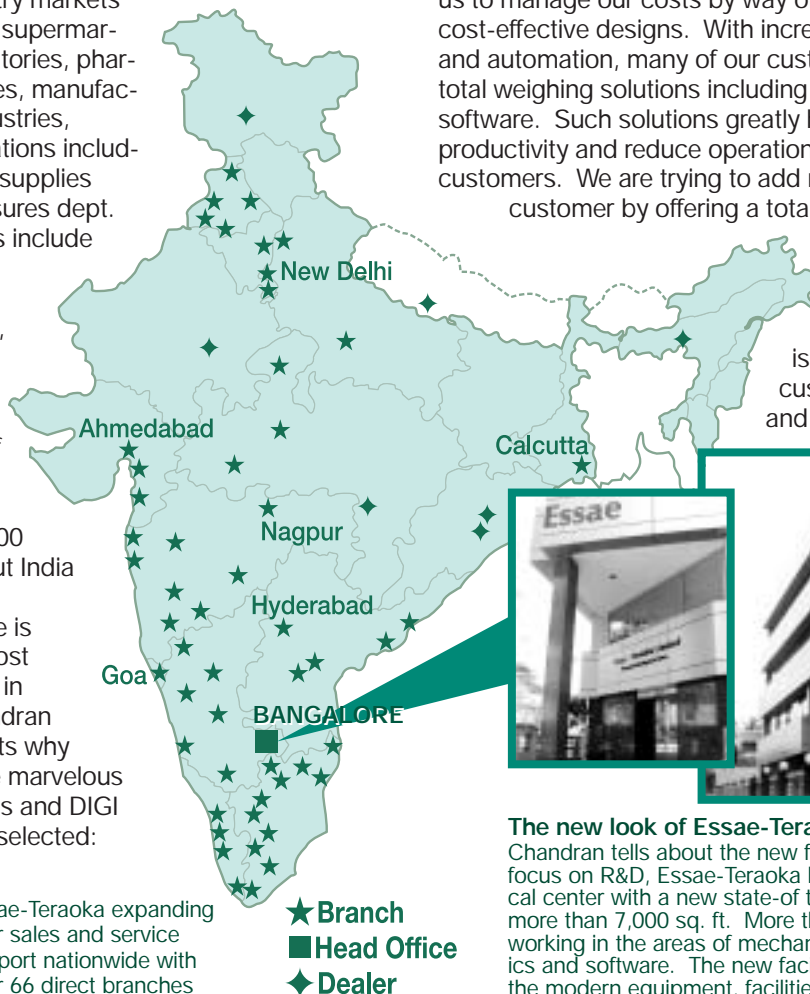 try markets
supermar-
tories, phar-
es, manufac-
ustries,
ations includ-
supplies
sures dept.
s include
00
ut India
e is
ost
in
dran
ts why
e marvelous
s and DIGI
selected:
ae-Teraoka expanding
r sales and service
port nationwide with
r 66 direct branches
us to manage our costs by way o
cost-effective designs. With incre
and automation, many of our cust
total weighing solutions including
software. Such solutions greatly
productivity and reduce operation
customers. We are trying to add
customer by offering a tota
is
cus
and
New Delhi
Ahmedabad
Calcutta
Nagpur
Hyderabad
Goa
BANGALORE
Essae
Branch
Head Office
Dealer
The new look of Essae-Tera
Chandran tells about the new f
focus on R&D, Essae-Teraoka
cal center with a new state-of t
more than 7,000 sq. ft. More th
working in the areas of mechan
ics and software. The new fac
the modern equipment, facilities